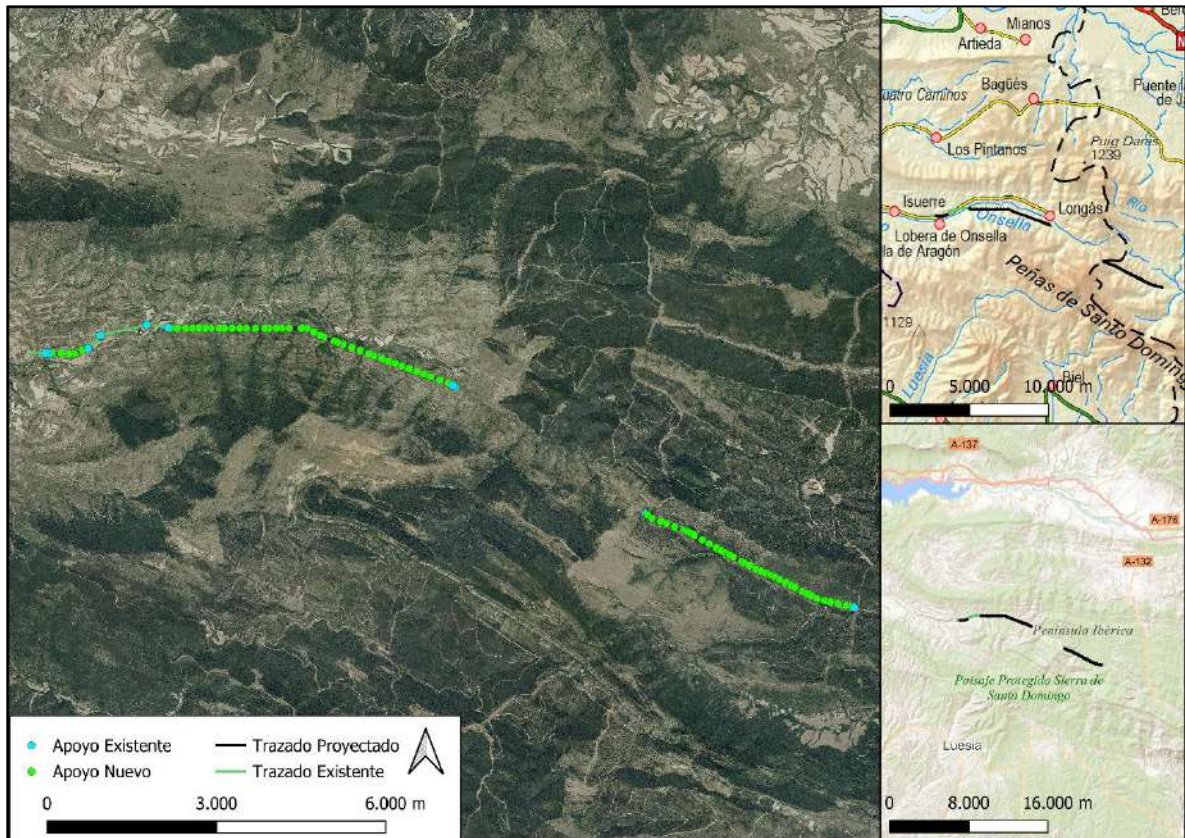 Apoyo Existente
Trazado Proyectado
Apoyo Nuevo
Trazado Existente
0 3.000 6.000 m
Mianos
Artieda
Bagüés
Puente l
de Ja
uatro Caminos
Los Pintanos
Puig Daras
1239
Isuerre
Longás
Río
Onsella
Lobera de Onsella
lla de Aragón
Peñas de Santo Domingo
1129
Luesia
Biel
0 5.000 10.000 m
A-137
A-176
A-132
Península Ibérica
Paisaje Protegido Sierra de
Santo Domingo
Luesia
0 8.000 16.000 m